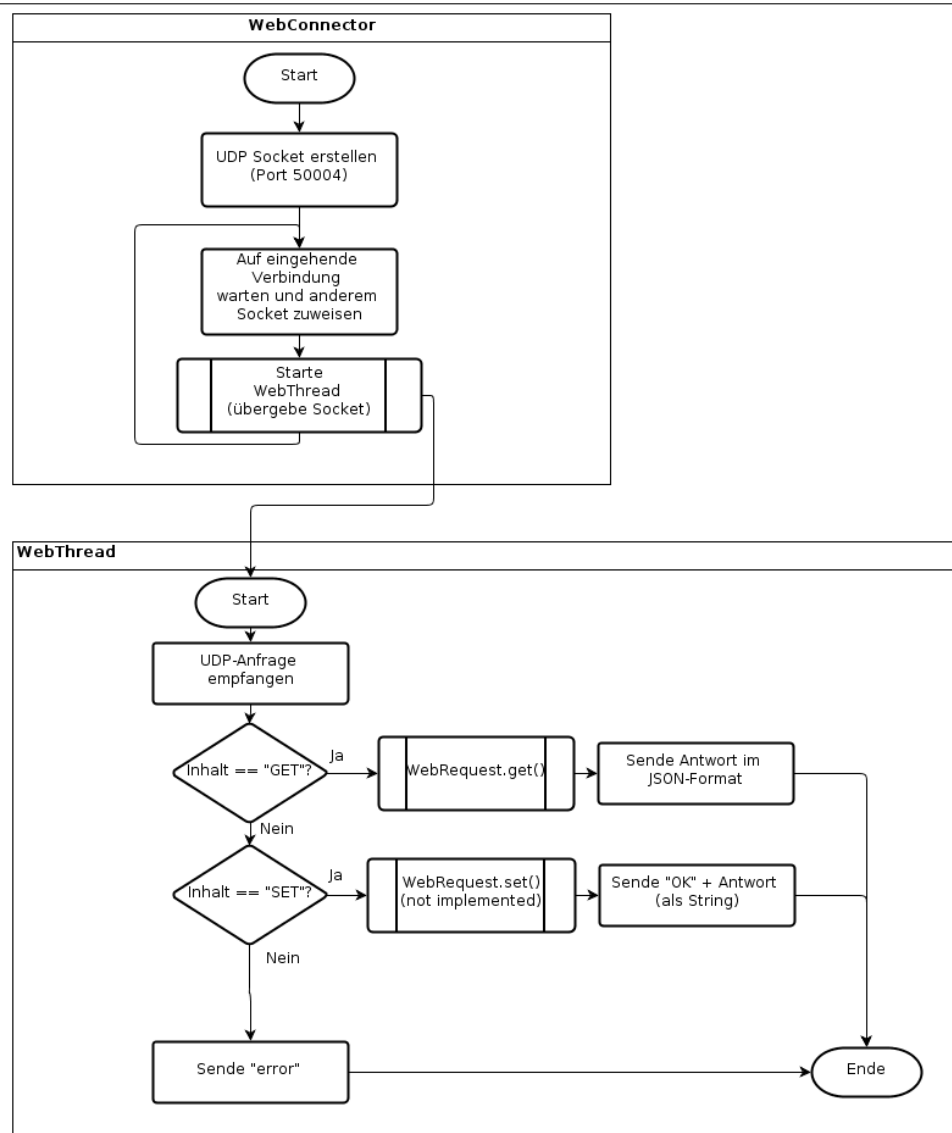 WebConnector
Start
UDP Socket erstellen
(Port 50004)
Auf eingehende
Verbindung
warten und anderem
Socket zuweisen
Starte
WebThread
(übergebe Socket)
WebThread
Start
UDP-Anfrage
empfangen
Inhalt == "GET"?
Ja
WebRequest.get()
Sende Antwort im
JSON-Format
Nein
Inhalt == "SET"?
Ja
WebRequest.set()
(not implemented)
Sende "OK" + Antwort
(als String)
Nein
Sende "error"
Ende